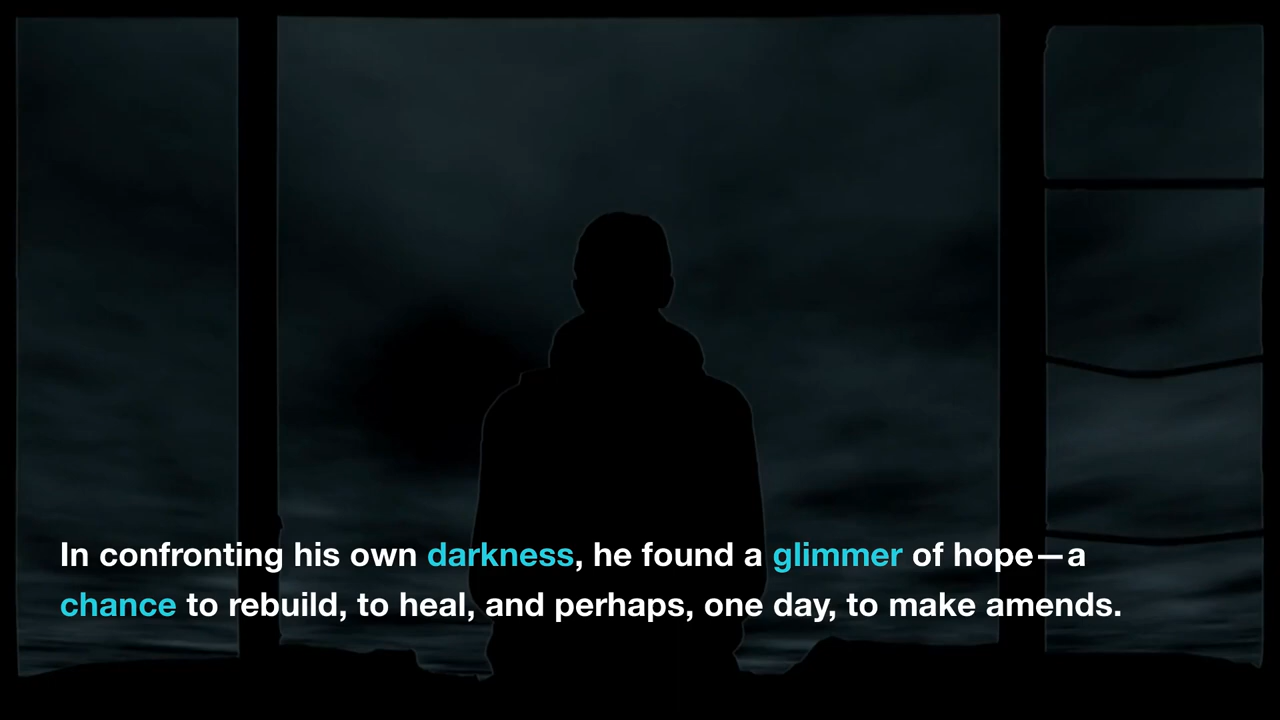 In confronting his own darkness, he found a glimmer of hope—a
chance to rebuild, to heal, and perhaps, one day, to make amends.